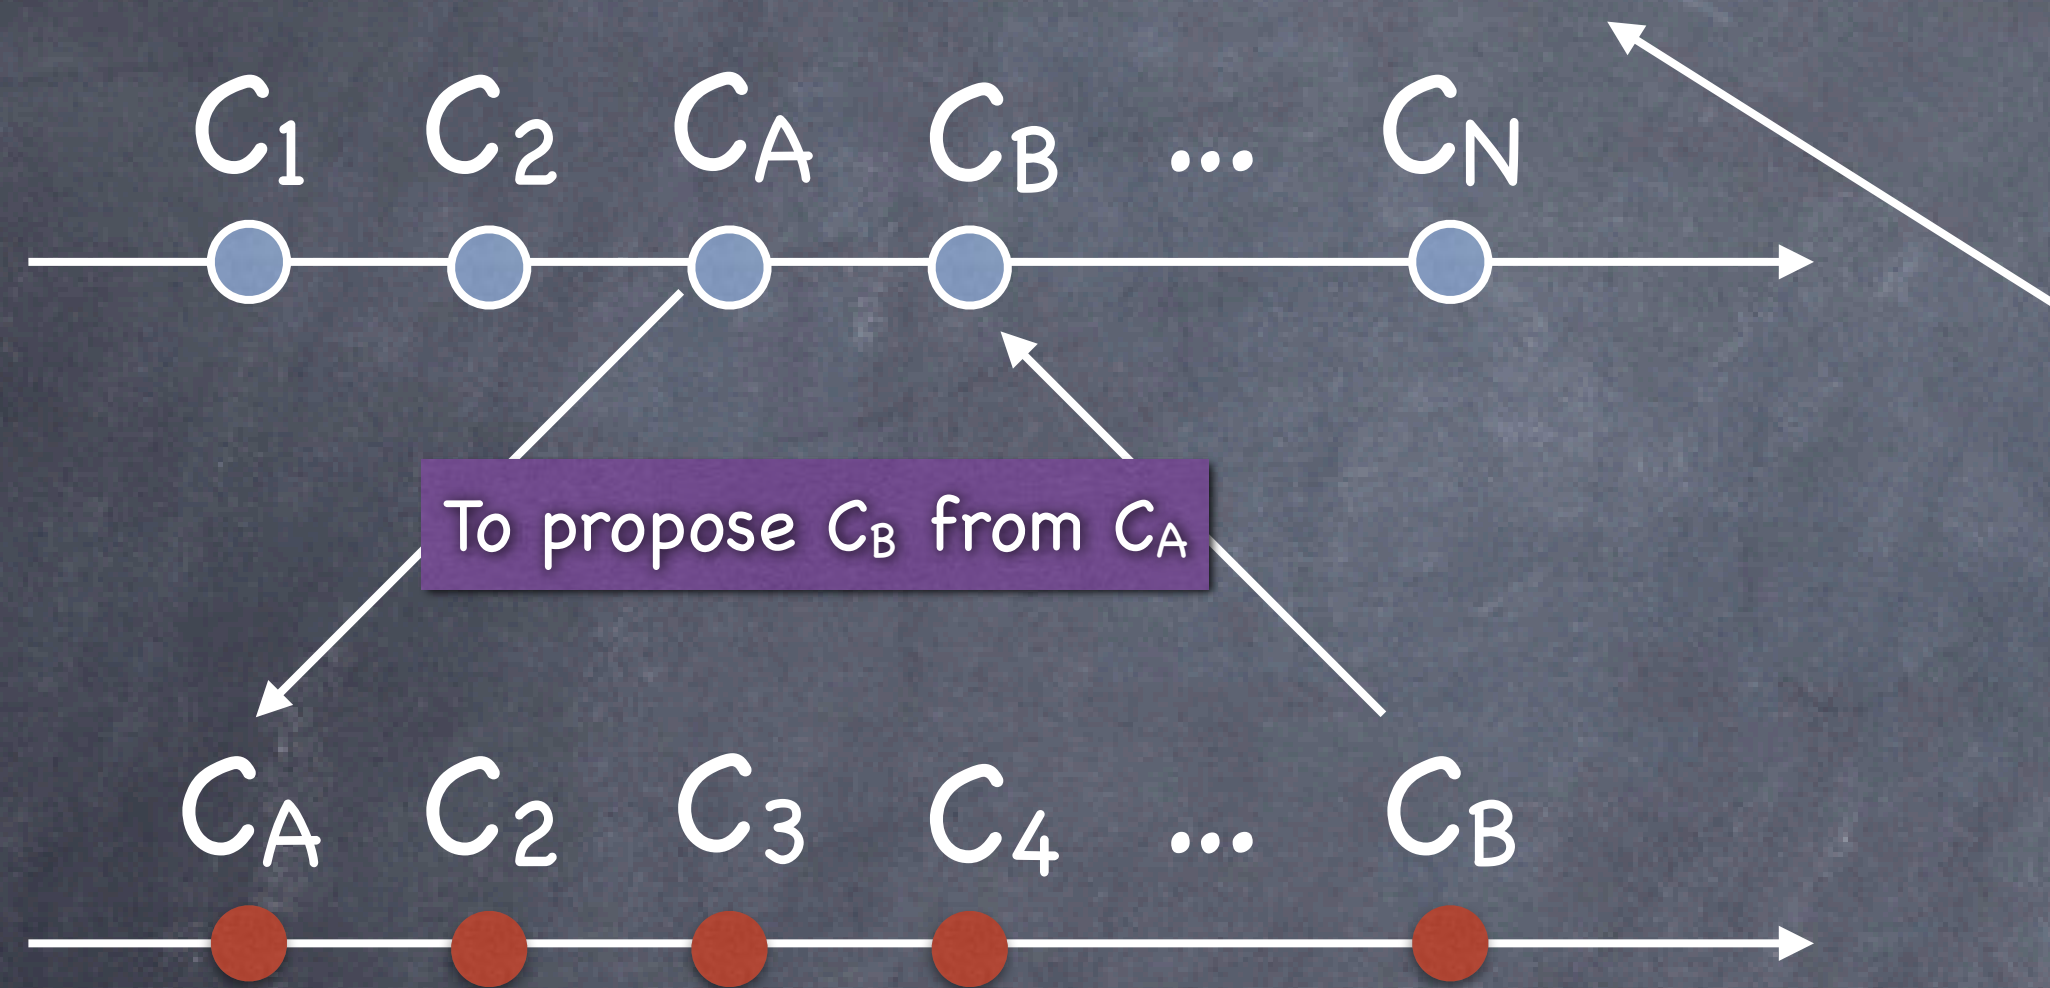 C1 C2 CA CB ... CN
To propose CB from CA
CA C2 C3 C4 ... CB